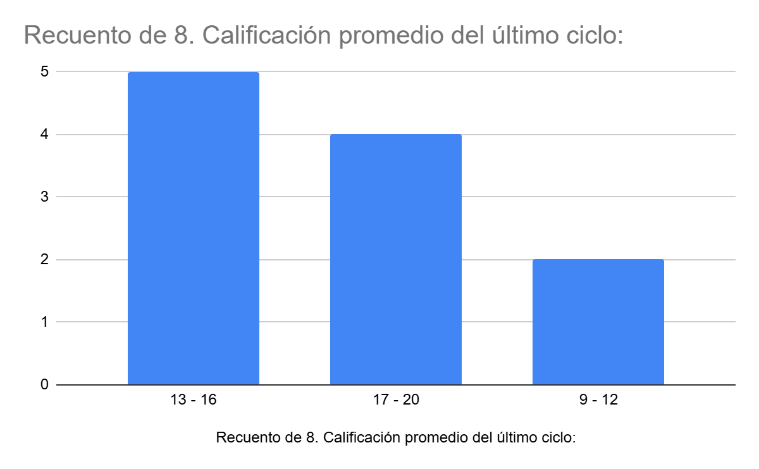 Recuento de 8. Calificación promedio del último ciclo:
5
4
3
2
1
0
13 - 16 17 - 20 9 - 12
Recuento de 8. Calificación promedio del último ciclo: